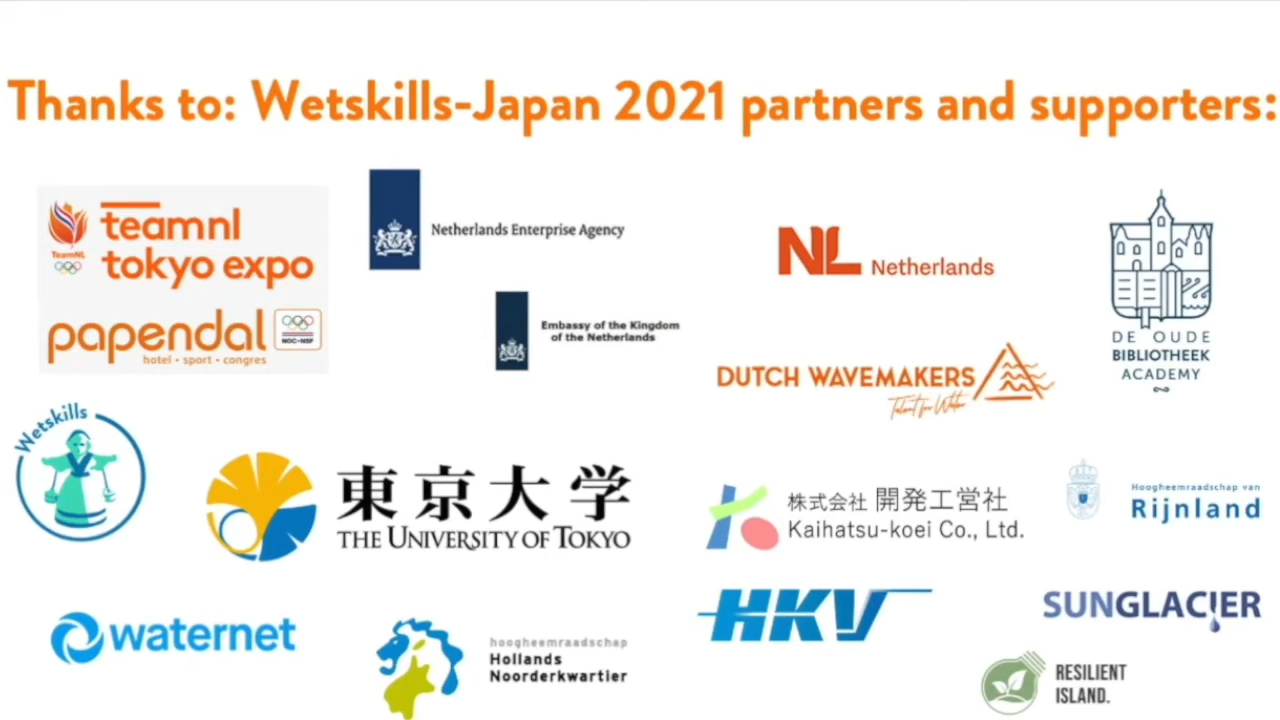 Thanks to: Wetskills-Japan 2021 partners and supporters:
teamnl
tokyo expo
TeamNL
papendal
hotel • sport • congres
NOC*NSF
Netherlands Enterprise Agency
Embassy of the Kingdom
of the Netherlands
NL Netherlands
DUTCH WAVEMAKERS
Talent for Water
DE OUDE
BIBLIOTHEEK
ACADEMY
Wetskills
東京大学
THE UNIVERSITY OF TOKYO
株式会社 開発工営社
Kaihatsu-koei Co., Ltd.
Hoogheemraadschap van
Rijnland
waternet
hoogheemraadschap
Hollands
Noorderkwartier
HKV
SUNGLACIER
RESILIENT
ISLAND.